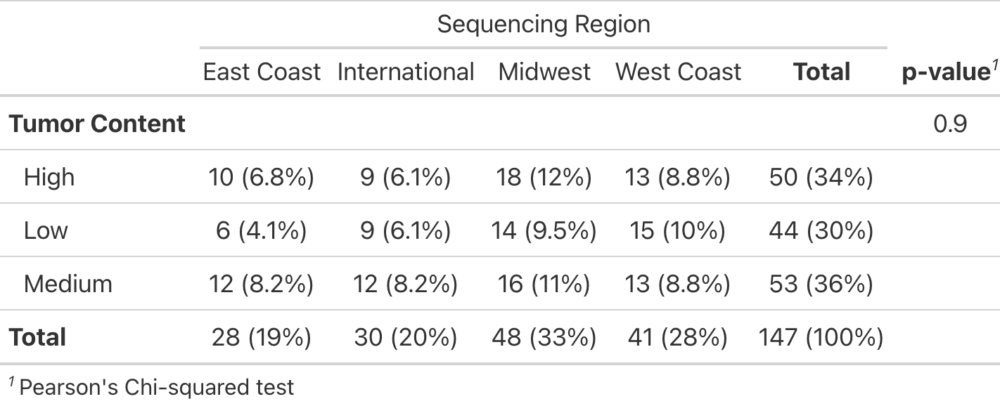 Sequencing Region
East Coast International Midwest West Coast Total p-value1
Tumor Content 0.9
High 10 (6.8%) 9 (6.1%) 18 (12%) 13 (8.8%) 50 (34%)
Low 6 (4.1%) 9 (6.1%) 14 (9.5%) 15 (10%) 44 (30%)
Medium 12 (8.2%) 12 (8.2%) 16 (11%) 13 (8.8%) 53 (36%)
Total 28 (19%) 30 (20%) 48 (33%) 41 (28%) 147 (100%)
1 Pearson's Chi-squared test